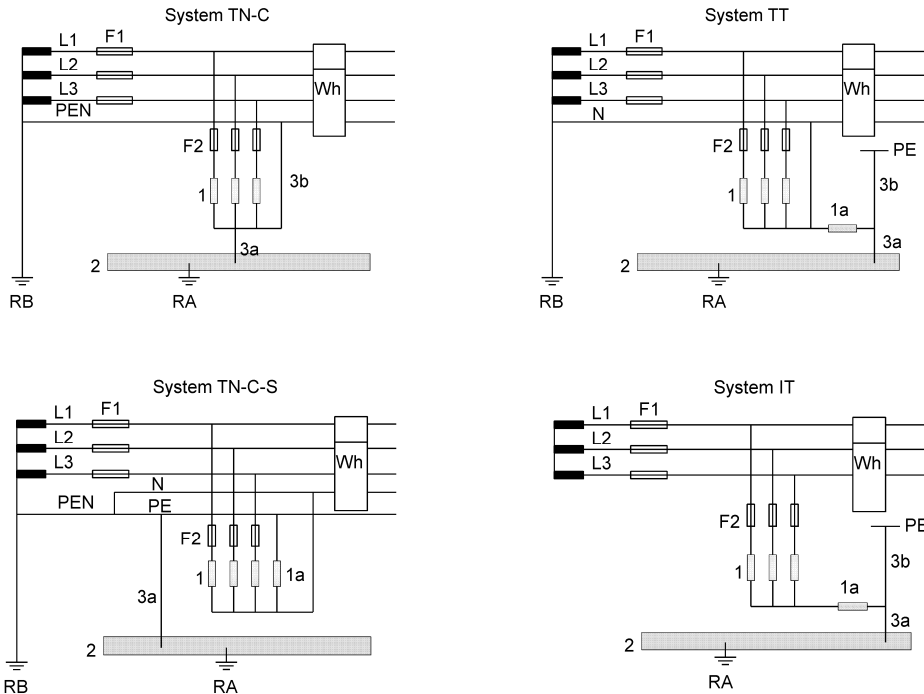 System TN-C
L1 F1
L2
L3
PEN
Wh
F2
1
3b
3a
2
RB
RA
System TT
L1 F1
L2
L3
N
Wh
F2
PE
1
3b
1a
3a
2
RB
RA
System TN-C-S
L1 F1
L2
L3
Wh
N
PEN PE
F2
1
1a
3a
2
RB
RA
System IT
L1 F1
L2
L3
Wh
F2
PE
1
3b
1a
3a
2
RA